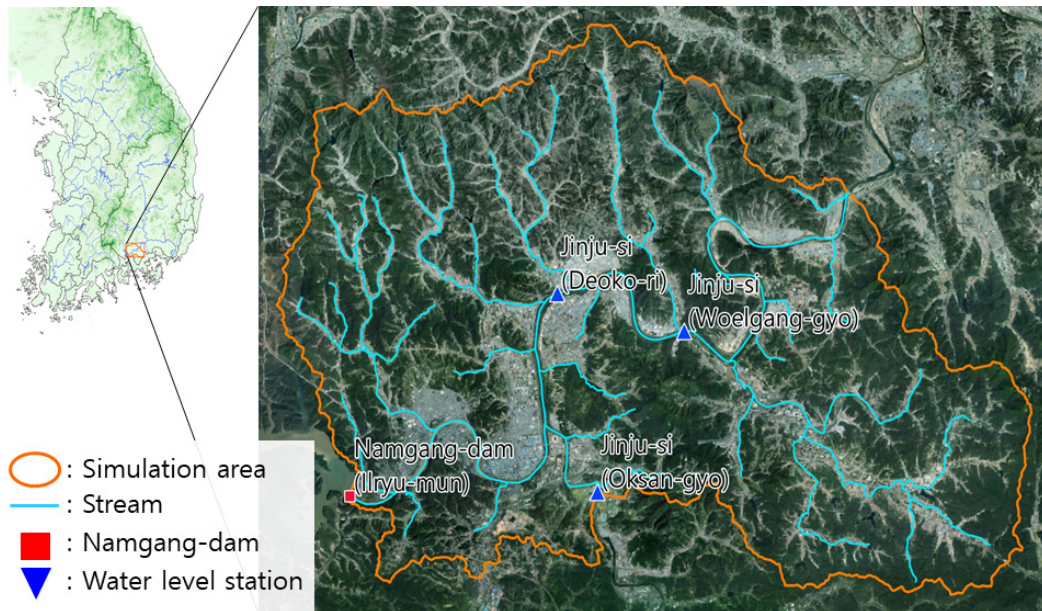 Jinju-si
(Deoko-ri)
Jinju-si
(Woelgang-gyo)
Namgang-dam
(Ilryu-mun)
Jinju-si
(Oksan-gyo)
: Simulation area
: Stream
: Namgang-dam
: Water level station